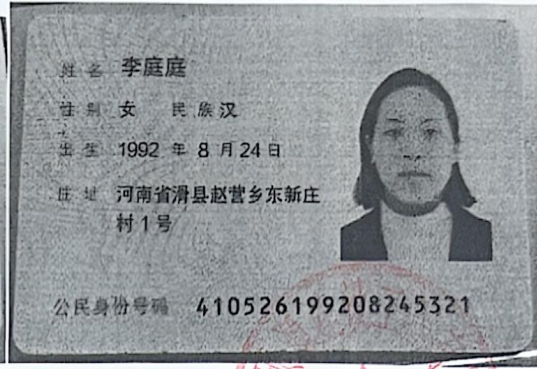 姓名 李庭庭
性别 女 民族 汉
出生 1992 年 8 月 24 日
住址 河南省滑县赵营乡东新庄
村1号
公民身份号码 410526199208245321